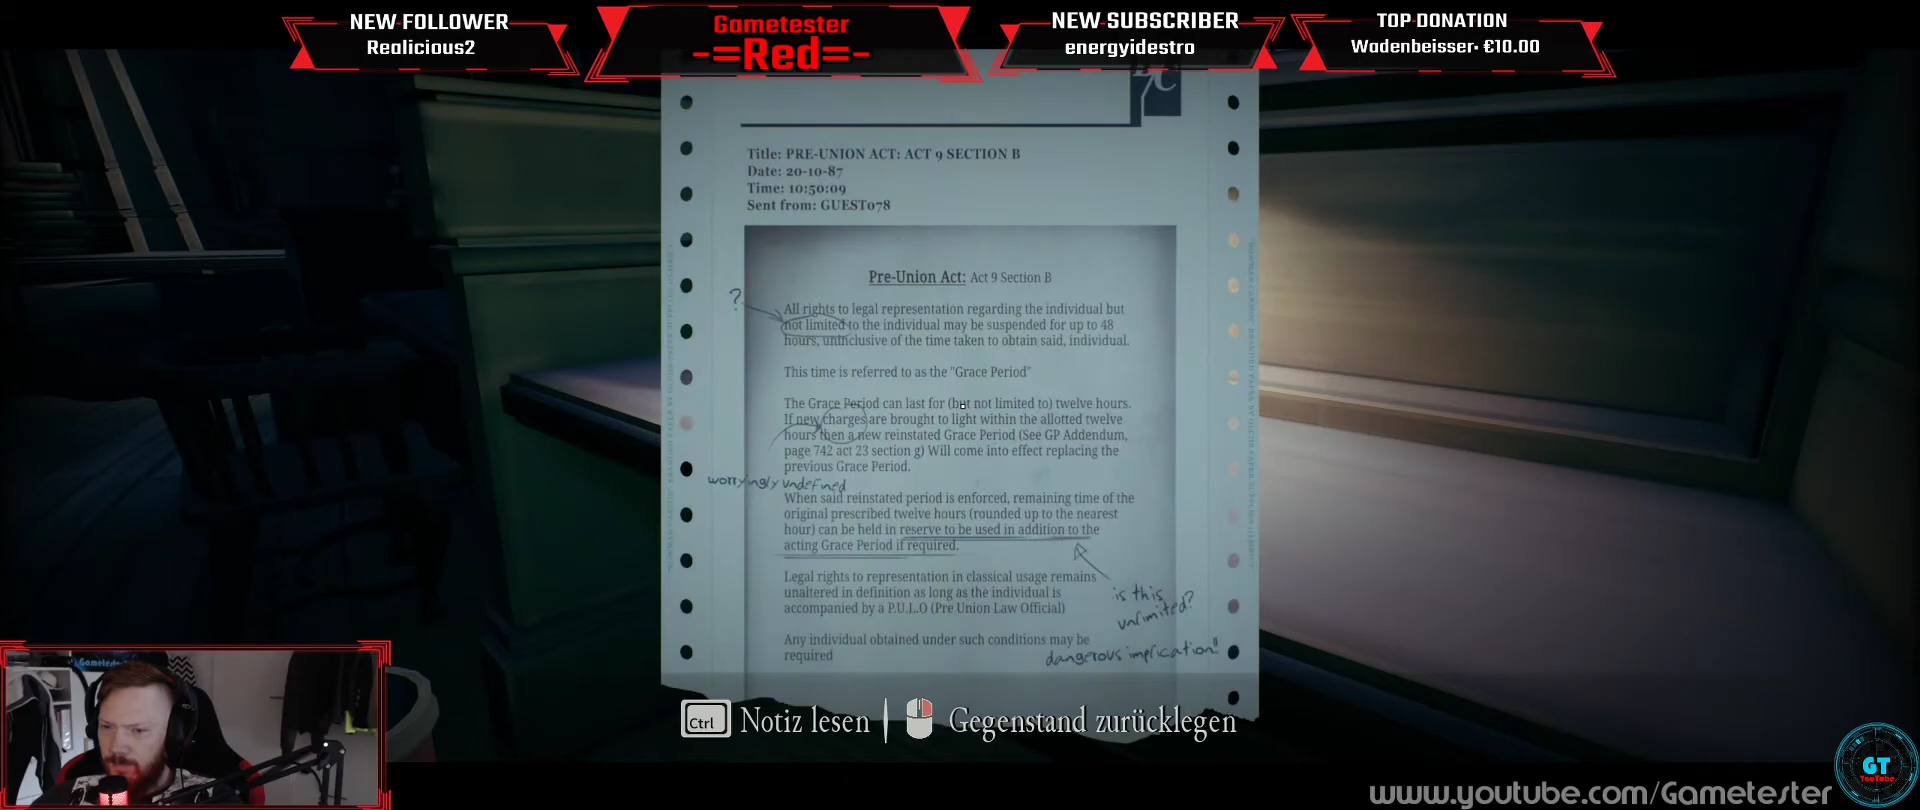 NEW FOLLOWER
Realicious2
Gametester
-=Red=-
NEW SUBSCRIBER
energyidestro
TOP DONATION
Wadenbeisser- €10.00
Title: PRE-UNION ACT: ACT 9 SECTION B
Date: 20-10-87
Time: 10:50:09
Sent from: GUEST078
Pre-Union Act: Act 9 Section B
?
All rights to legal representation regarding the individual but
not limited to the individual may be suspended for up to 48
hours, uninclusive of the time taken to obtain said, individual.
This time is referred to as the "Grace Period"
The Grace Period can last for (but not limited to) twelve hours.
If new charges are brought to light within the allotted twelve
hours then a new reinstated Grace Period (See GP Addendum,
page 742 act 23 section g) Will come into effect replacing the
previous Grace Period.
worryingly undefined
When said reinstated period is enforced, remaining time of the
original prescribed twelve hours (rounded up to the nearest
hour) can be held in reserve to be used in addition to the
acting Grace Period if required.
Legal rights to representation in classical usage remains
unaltered in definition as long as the individual is
accompanied by a P.U.L.O (Pre Union Law Official)
is this
unlimited?
Any individual obtained under such conditions may be
required
dangerous implication!!
Ctrl Notiz lesen Gegenstand zurücklegen
Gametester
GT
YouTube
www.youtube.com/Gametester